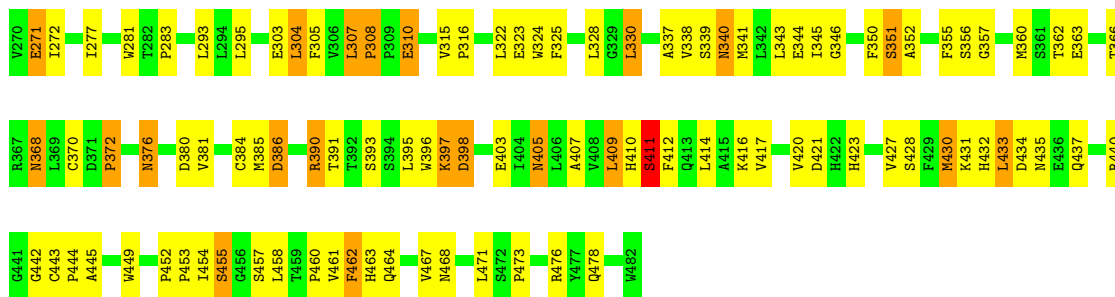 V270 E271 I272 I277 W281 T282 P283 L293 L294 L295 E303 L304 F305 V306 L307 P308 P309 E310 V315 P316 L322 E323 W324 F325 L328 G329 L330 A337 V338 S339 N340 M341 L342 L343 E344 I345 G346 F350 S351 A352 F355 S356 G357 M360 S361 T362 E363
R367 N368 L369 C370 D371 P372 N376 D380 V381 C384 M385 D386 R390 T391 T392 S393 S394 L395 W396 K397 D398 E403 I404 N405 L406 A407 V408 L409 H410 S411 F412 Q413 L414 A415 K416 V417 V420 D421 H422 H423 V427 S428 F429 M430 K431 H432 L433 D434 N435 E436 Q437
G441 G442 C443 P444 A445 W449 P452 P453 I454 S455 G456 S457 L458 T459 P460 V461 F462 H463 Q464 V467 N468 L471 S472 P473 R476 Y477 Q478 W482